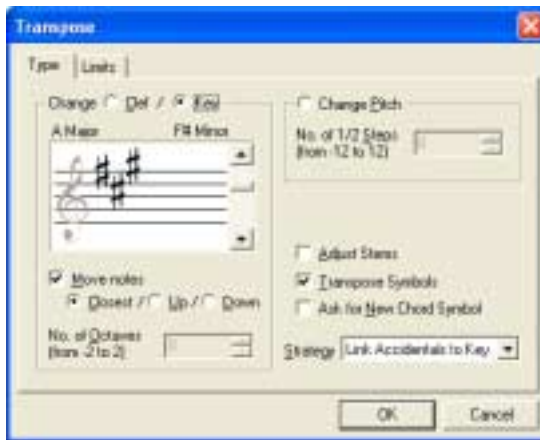 Transpose
Type Limits
Change Clef / Key
A Major F# Minor
Move notes
Closest / Up / Down
No. of Octaves
(from -2 to 2)
Change Pitch
No. of 1/2 Steps
(from -12 to 12)
Adjust Stems
Transpose Symbols
Ask for New Chord Symbol
Strategy Link Accidentals to Key
OK Cancel